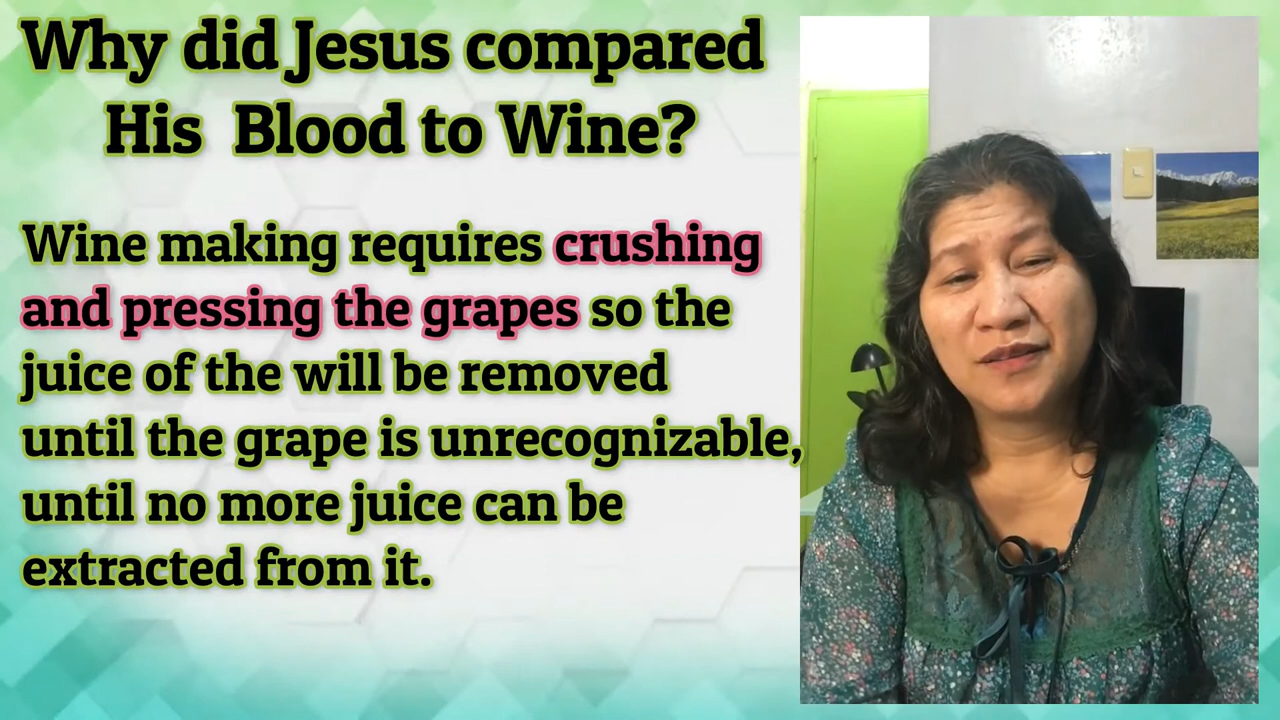 Why did Jesus compared
His Blood to Wine?
Wine making requires crushing
and pressing the grapes so the
juice of the will be removed
until the grape is unrecognizable,
until no more juice can be
extracted from it.